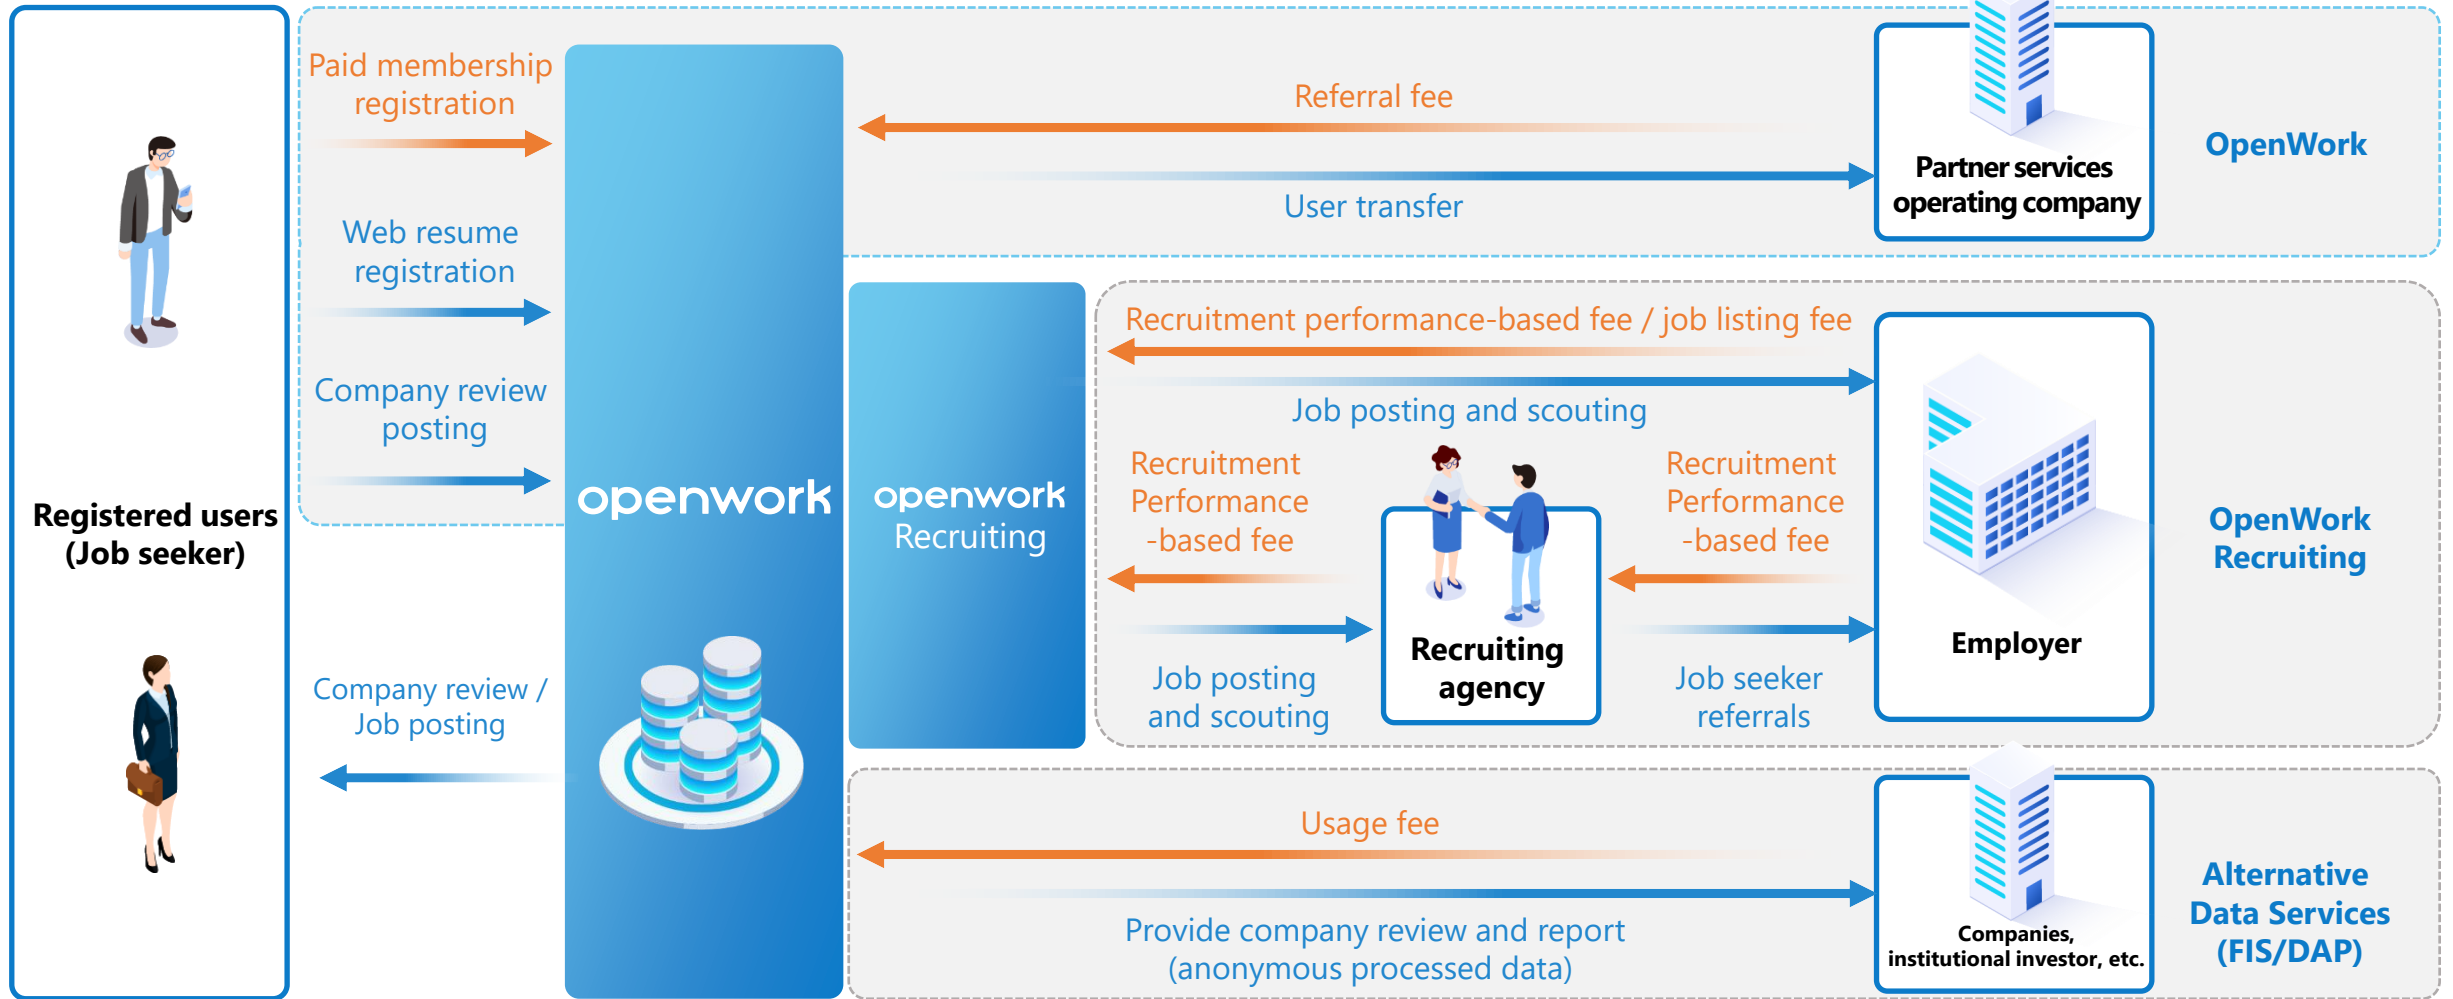 Registered users
(Job seeker)
Paid membership
registration
Web resume
registration
Company review
posting
Company review /
Job posting
openwork
openwork
Recruiting
Referral fee
User transfer
Partner services
operating company
OpenWork
Recruitment performance-based fee / job listing fee
Job posting and scouting
Recruitment
Performance
-based fee
Job posting
and scouting
Recruiting
agency
Recruitment
Performance
-based fee
Job seeker
referrals
Employer
OpenWork
Recruiting
Usage fee
Provide company review and report
(anonymous processed data)
Companies,
institutional investor, etc.
Alternative
Data Services
(FIS/DAP)